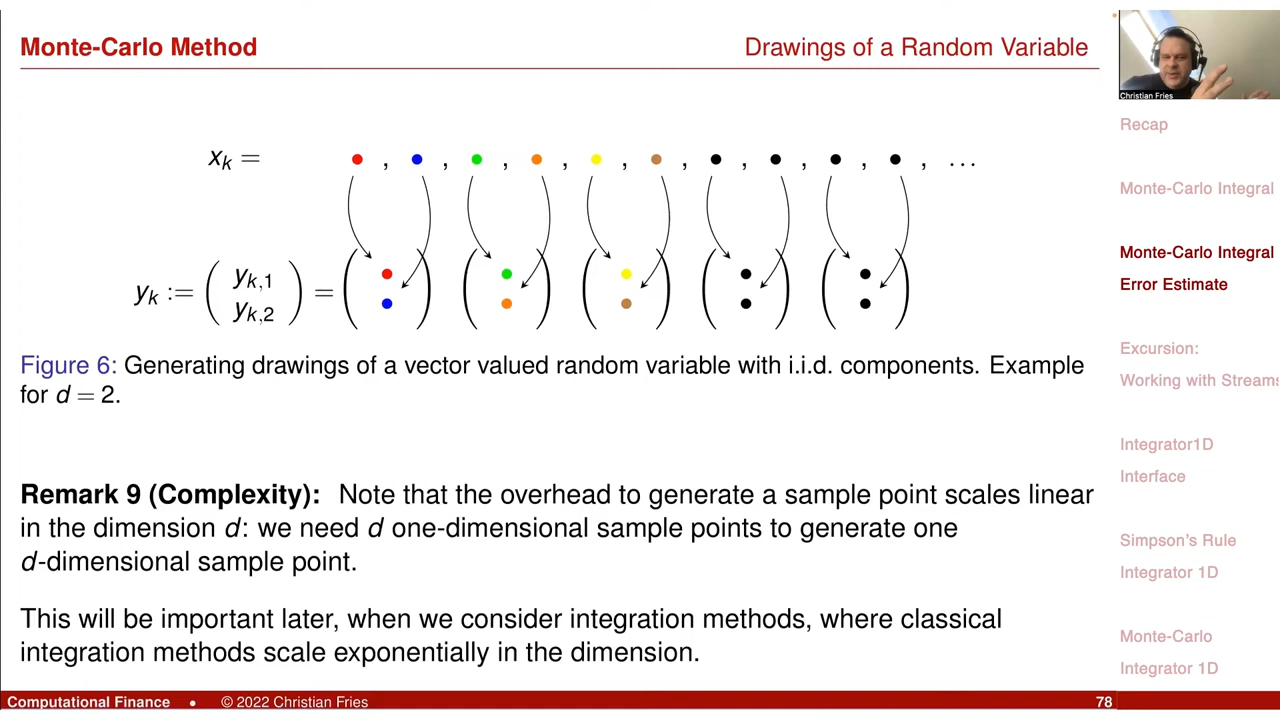 Monte-Carlo Method
Drawings of a Random Variable
Christian Fries
x_k = , , , , , , , , , , …
y_k := ( y_{k,1} y_{k,2} ) =
Figure 6: Generating drawings of a vector valued random variable with i.i.d. components. Example
for d = 2.
Remark 9 (Complexity): Note that the overhead to generate a sample point scales linear
in the dimension d: we need d one-dimensional sample points to generate one
d-dimensional sample point.
This will be important later, when we consider integration methods, where classical
integration methods scale exponentially in the dimension.
Recap
Monte-Carlo Integral
Monte-Carlo Integral
Error Estimate
Excursion:
Working with Streams
Integrator1D
Interface
Simpson's Rule
Integrator 1D
Monte-Carlo
Integrator 1D
Computational Finance • © 2022 Christian Fries
78